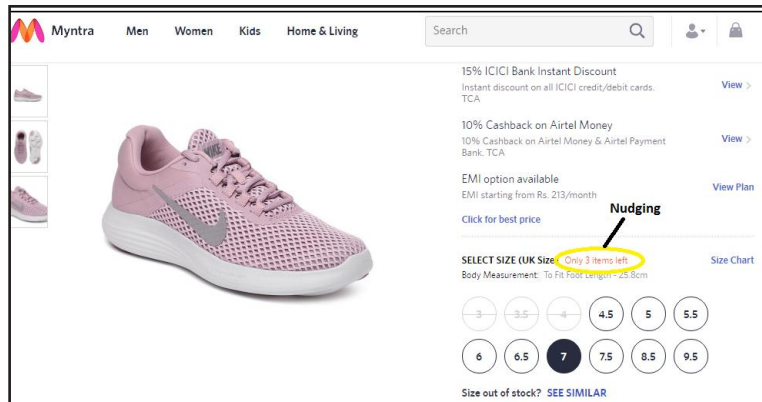 Myntra Men Women Kids Home & Living Search
15% ICICI Bank Instant Discount
Instant discount on all ICICI credit/debit cards. View >
TCA
10% Cashback on Airtel Money
10% Cashback on Airtel Money & Airtel Payment View >
Bank. TCA
EMI option available
EMI starting from Rs. 213/month View Plan
Nudging
Click for best price
SELECT SIZE (UK Size Only 3 items left Size Chart
Body Measurement: To Fit Foot Length - 25.8cm
3 3.5 4 4.5 5 5.5
6 6.5 7 7.5 8.5 9.5
Size out of stock? SEE SIMILAR
NIKE